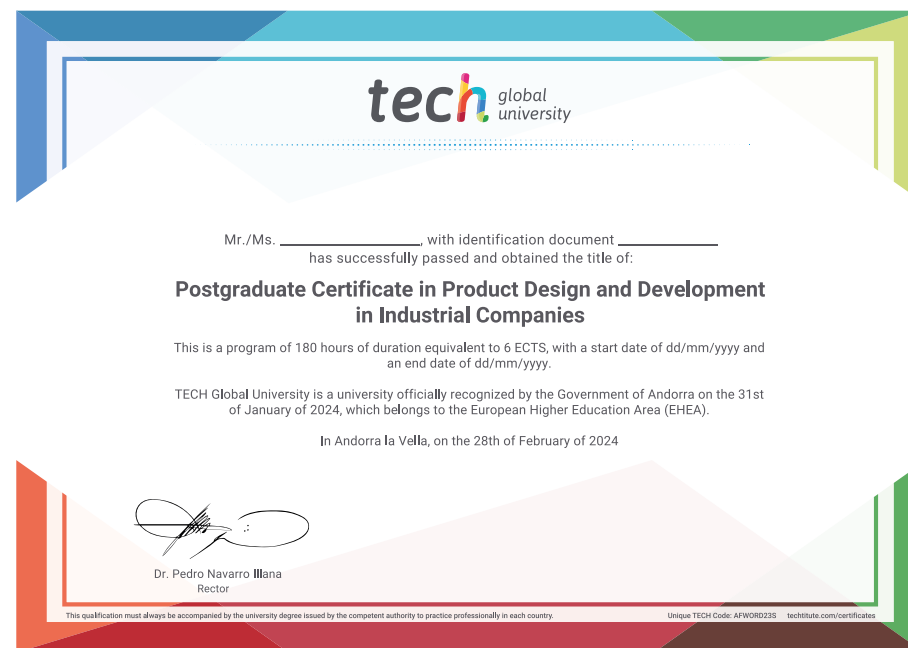 tech global university
Mr./Ms. ____________________, with identification document ______________
has successfully passed and obtained the title of:
Postgraduate Certificate in Product Design and Development
in Industrial Companies
This is a program of 180 hours of duration equivalent to 6 ECTS, with a start date of dd/mm/yyyy and
an end date of dd/mm/yyyy.
TECH Global University is a university officially recognized by the Government of Andorra on the 31st
of January of 2024, which belongs to the European Higher Education Area (EHEA).
In Andorra la Vella, on the 28th of February of 2024
Dr. Pedro Navarro Illana
Rector
This qualification must always be accompanied by the university degree issued by the competent authority to practice professionally in each country.
Unique TECH Code: AFWORD23S techtitute.com/certificates